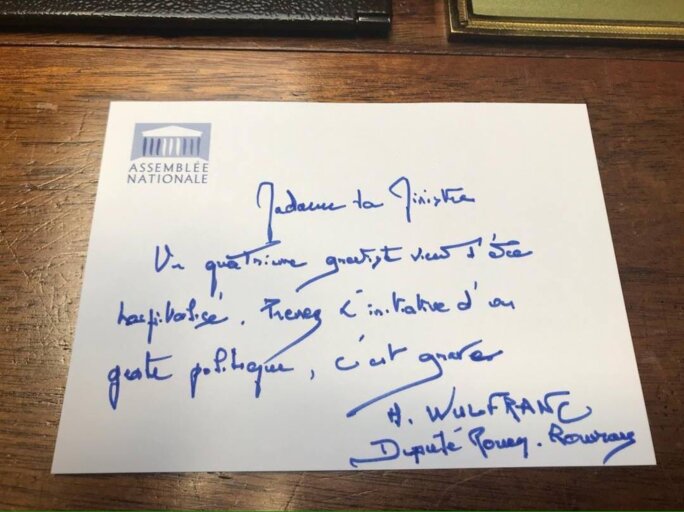 ASSEMBLÉE
NATIONALE
Madame la Ministre
Un quatrième gréviste vient d'être
hospitalisé. Prenez l'initiative d'un
geste politique, c'est grave
H. WULFRANC
Député Rouen. Rouvray